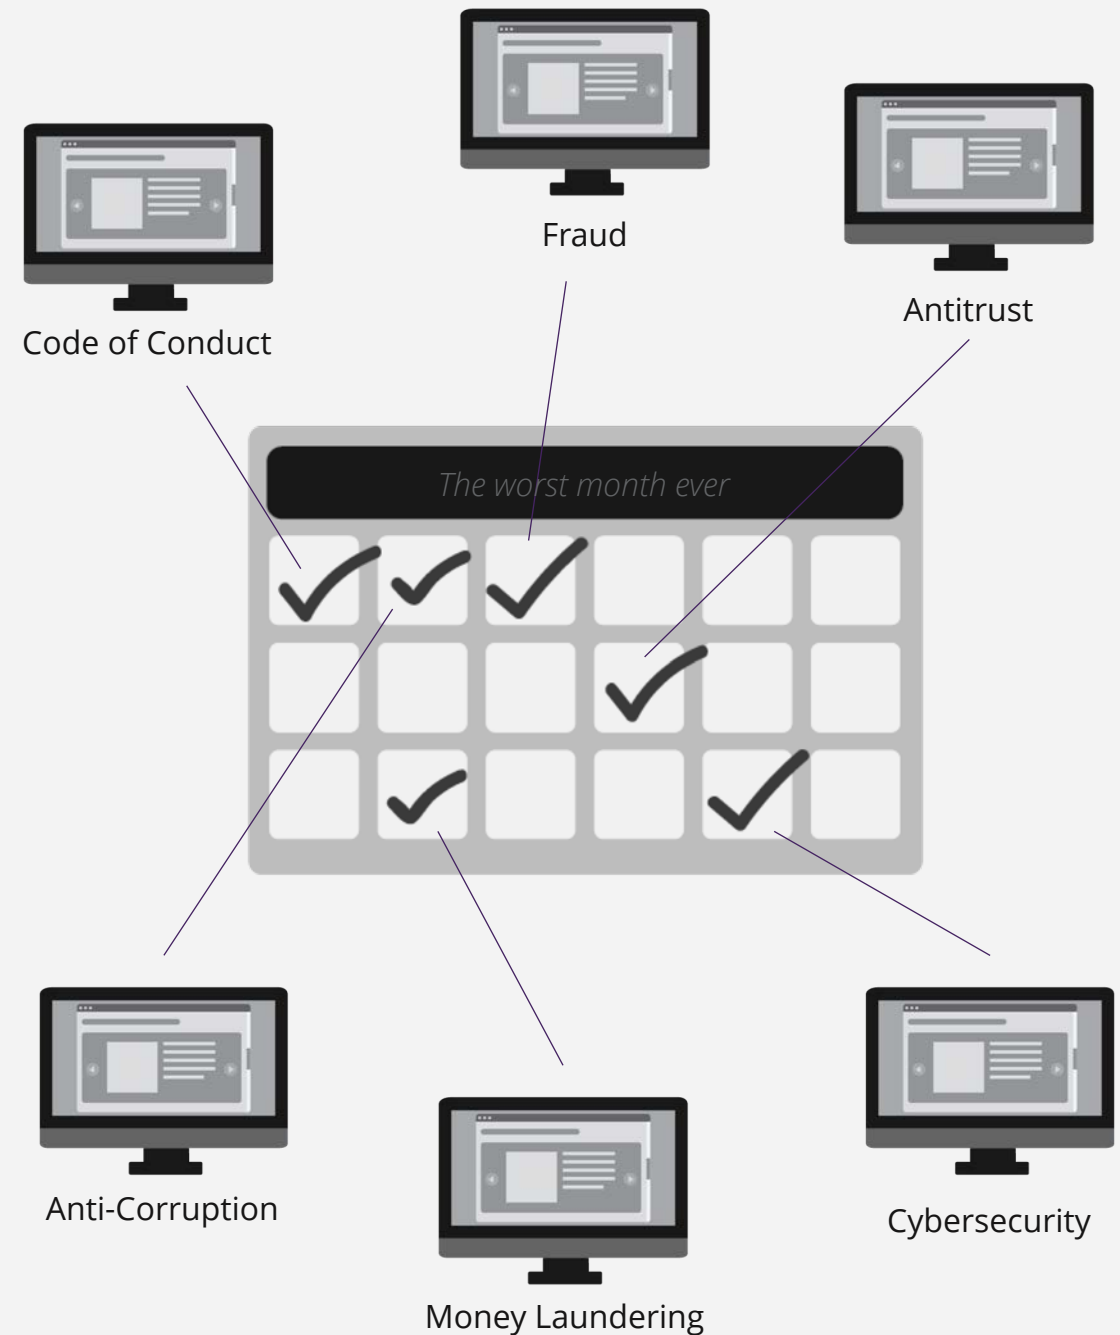 Fraud
Antitrust
Code of Conduct
The worst month ever
Anti-Corruption
Cybersecurity
Money Laundering